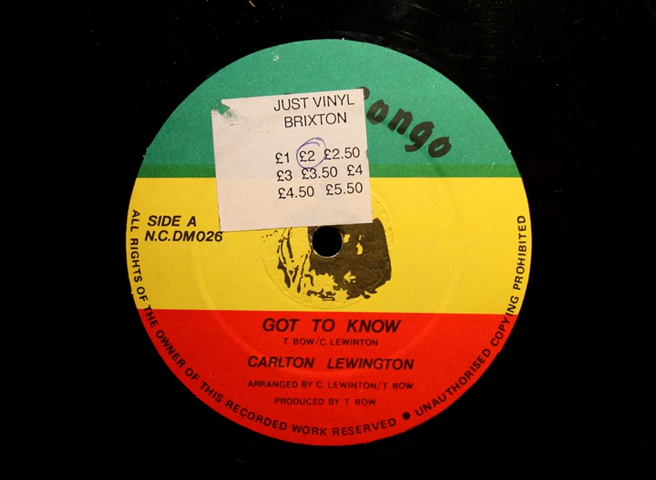 JUST VINYL
BRIXTON
£1 £2 £2.50
£3 £3.50 £4
£4.50 £5.50
SIDE A
N.C.DM026
GOT TO KNOW
T. BOW/C. LEWINTON
CARLTON LEWINGTON
ARRANGED BY C. LEWINTON/T BOW
PRODUCED BY T BOW
ALL RIGHTS OF THE OWNER OF THIS RECORDED WORK RESERVED ● UNAUTHORISED COPYING PROHIBITED